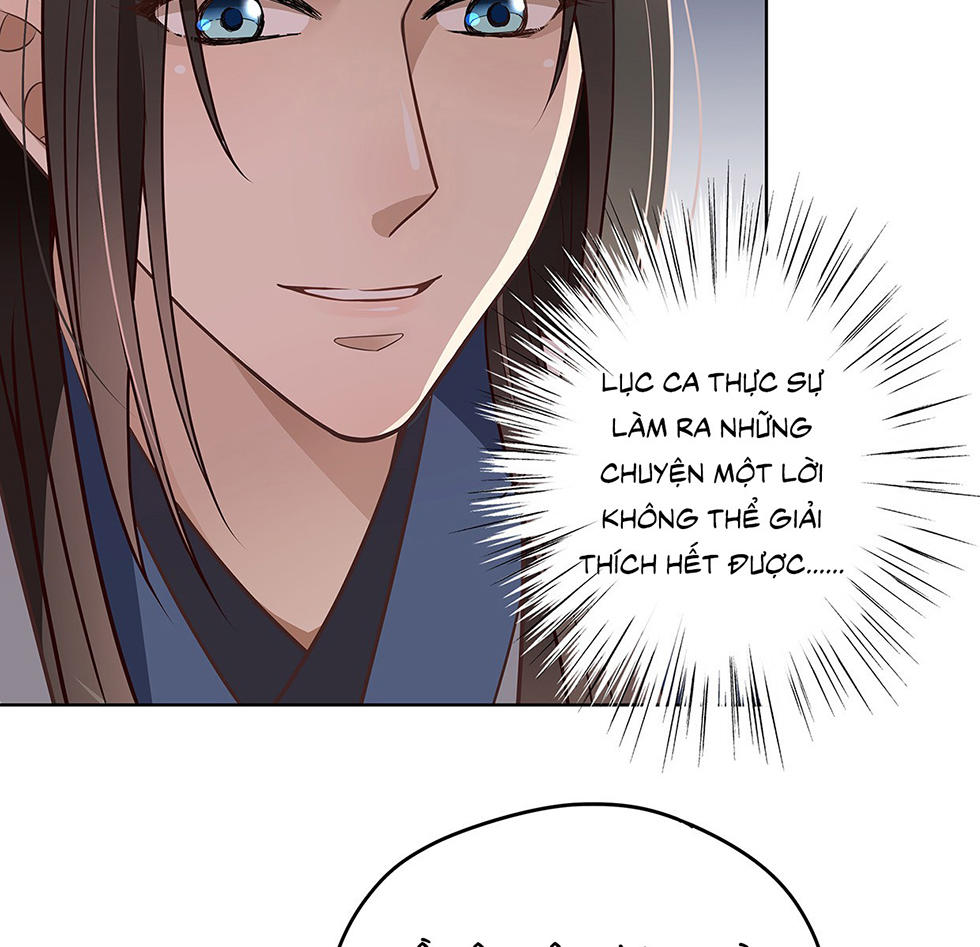 LỤC CA THỰC SỰ
LÀM RA NHỮNG
CHUYỆN MỘT LỜI
KHÔNG THỂ GIẢI
THÍCH HẾT ĐƯỢC......